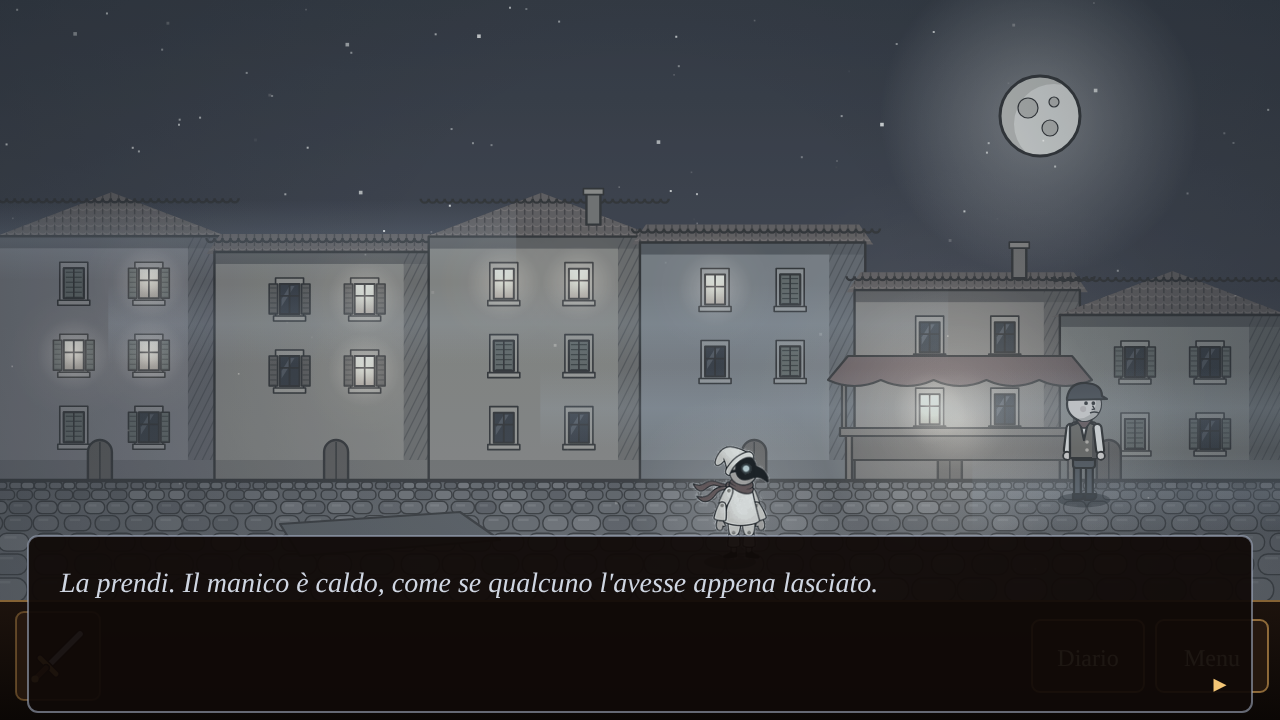 La prendi. Il manico è caldo, come se qualcuno l'avesse appena lasciato.
Diario
Menu